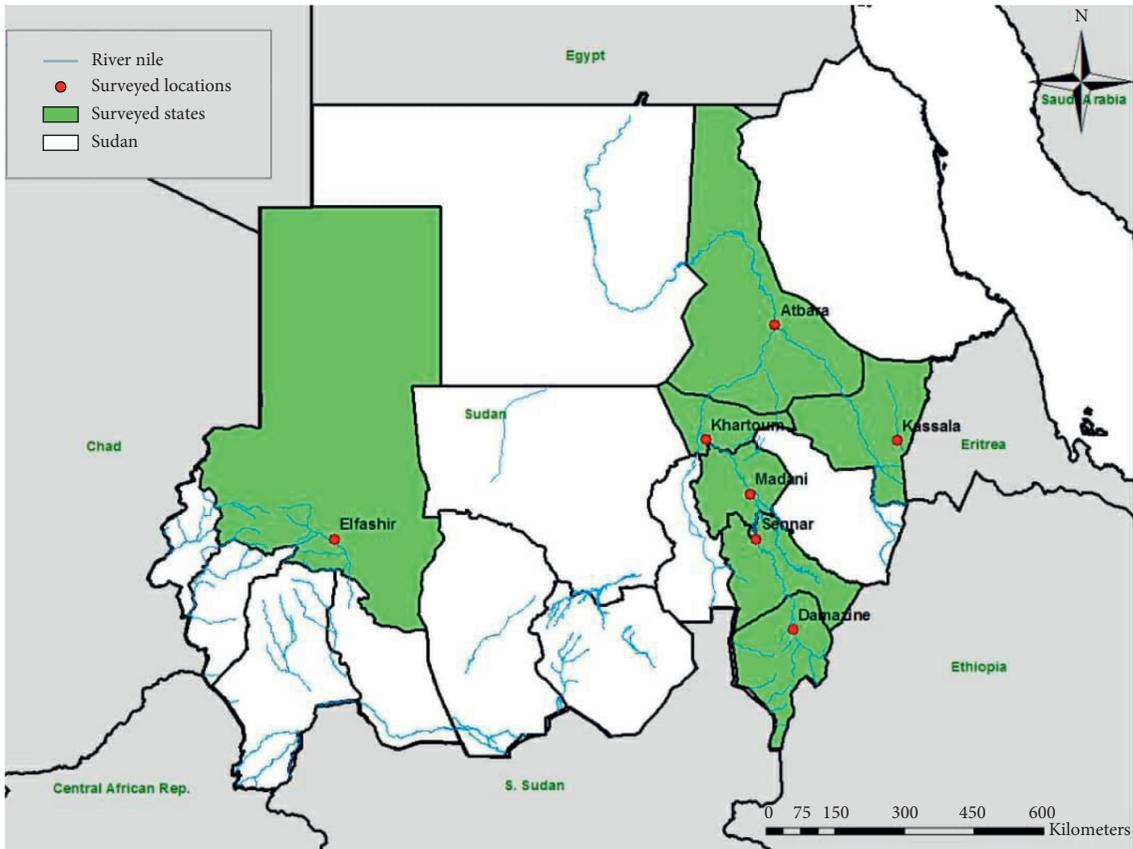 River nile
Surveyed locations
Surveyed states
Sudan
Egypt
N
Saudi Arabia
Atbara
Sudan
Khartoum
Kassala
Chad
Eritrea
Madani
Elfashir
Sennar
Damazine
Ethiopia
Central African Rep.
S. Sudan
0 75 150 300 450 600
Kilometers